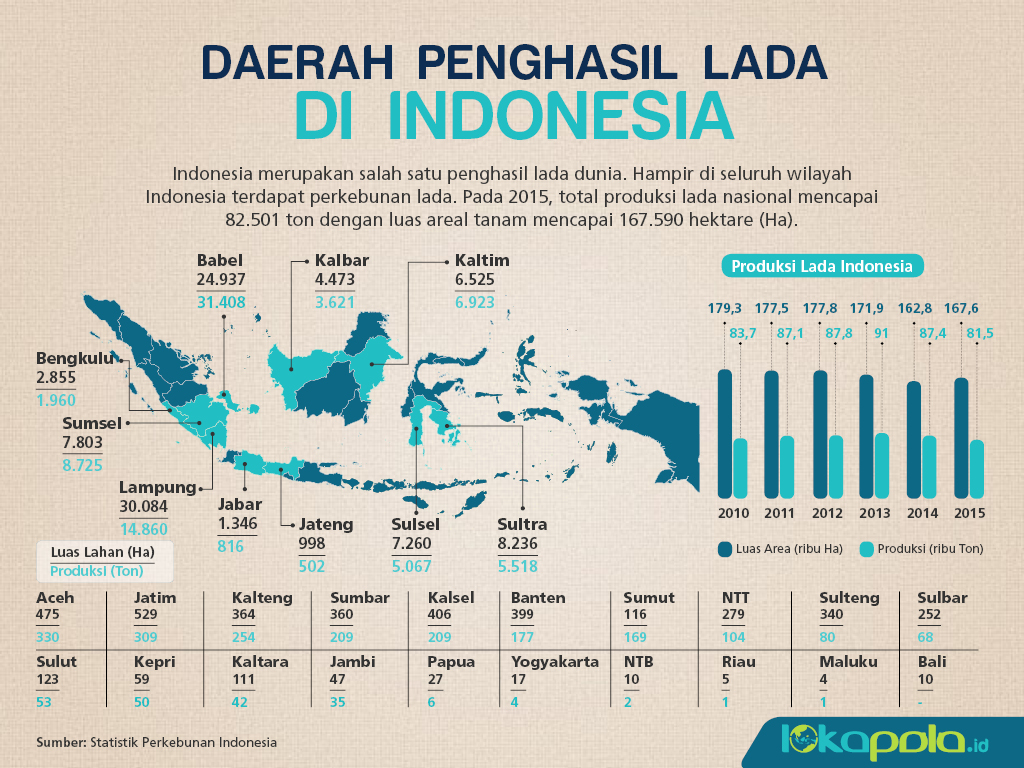 DAERAH PENGHASIL LADA
DI INDONESIA
Indonesia merupakan salah satu penghasil lada dunia. Hampir di seluruh wilayah
Indonesia terdapat perkebunan lada. Pada 2015, total produksi lada nasional mencapai
82.501 ton dengan luas areal tanam mencapai 167.590 hektare (Ha).
Babel
24.937
31.408
Kalbar
4.473
3.621
Kaltim
6.525
6.923
Bengkulu
2.855
1.960
Sumsel
7.803
8.725
Lampung
30.084
14.860
Jabar
1.346
816
Jateng
998
502
Sulsel
7.260
5.067
Sultra
8.236
5.518
Luas Lahan (Ha)
Produksi (Ton)
Produksi Lada Indonesia
179,3 177,5 177,8 171,9 162,8 167,6
83,7 87,1 87,8 91 87,4 81,5
2010 2011 2012 2013 2014 2015
Luas Area (ribu Ha) Produksi (ribu Ton)
Aceh Jatim Kalteng Sumbar Kalsel Banten Sumut NTT Sulteng Sulbar
475 529 364 360 406 399 116 279 340 252
330 309 254 209 209 177 169 104 80 68
Sulut Kepri Kaltara Jambi Papua Yogyakarta NTB Riau Maluku Bali
123 59 111 47 27 17 10 5 4 10
53 50 42 35 6 4 2 1 1 -
Sumber: Statistik Perkebunan Indonesia
lokapola.id